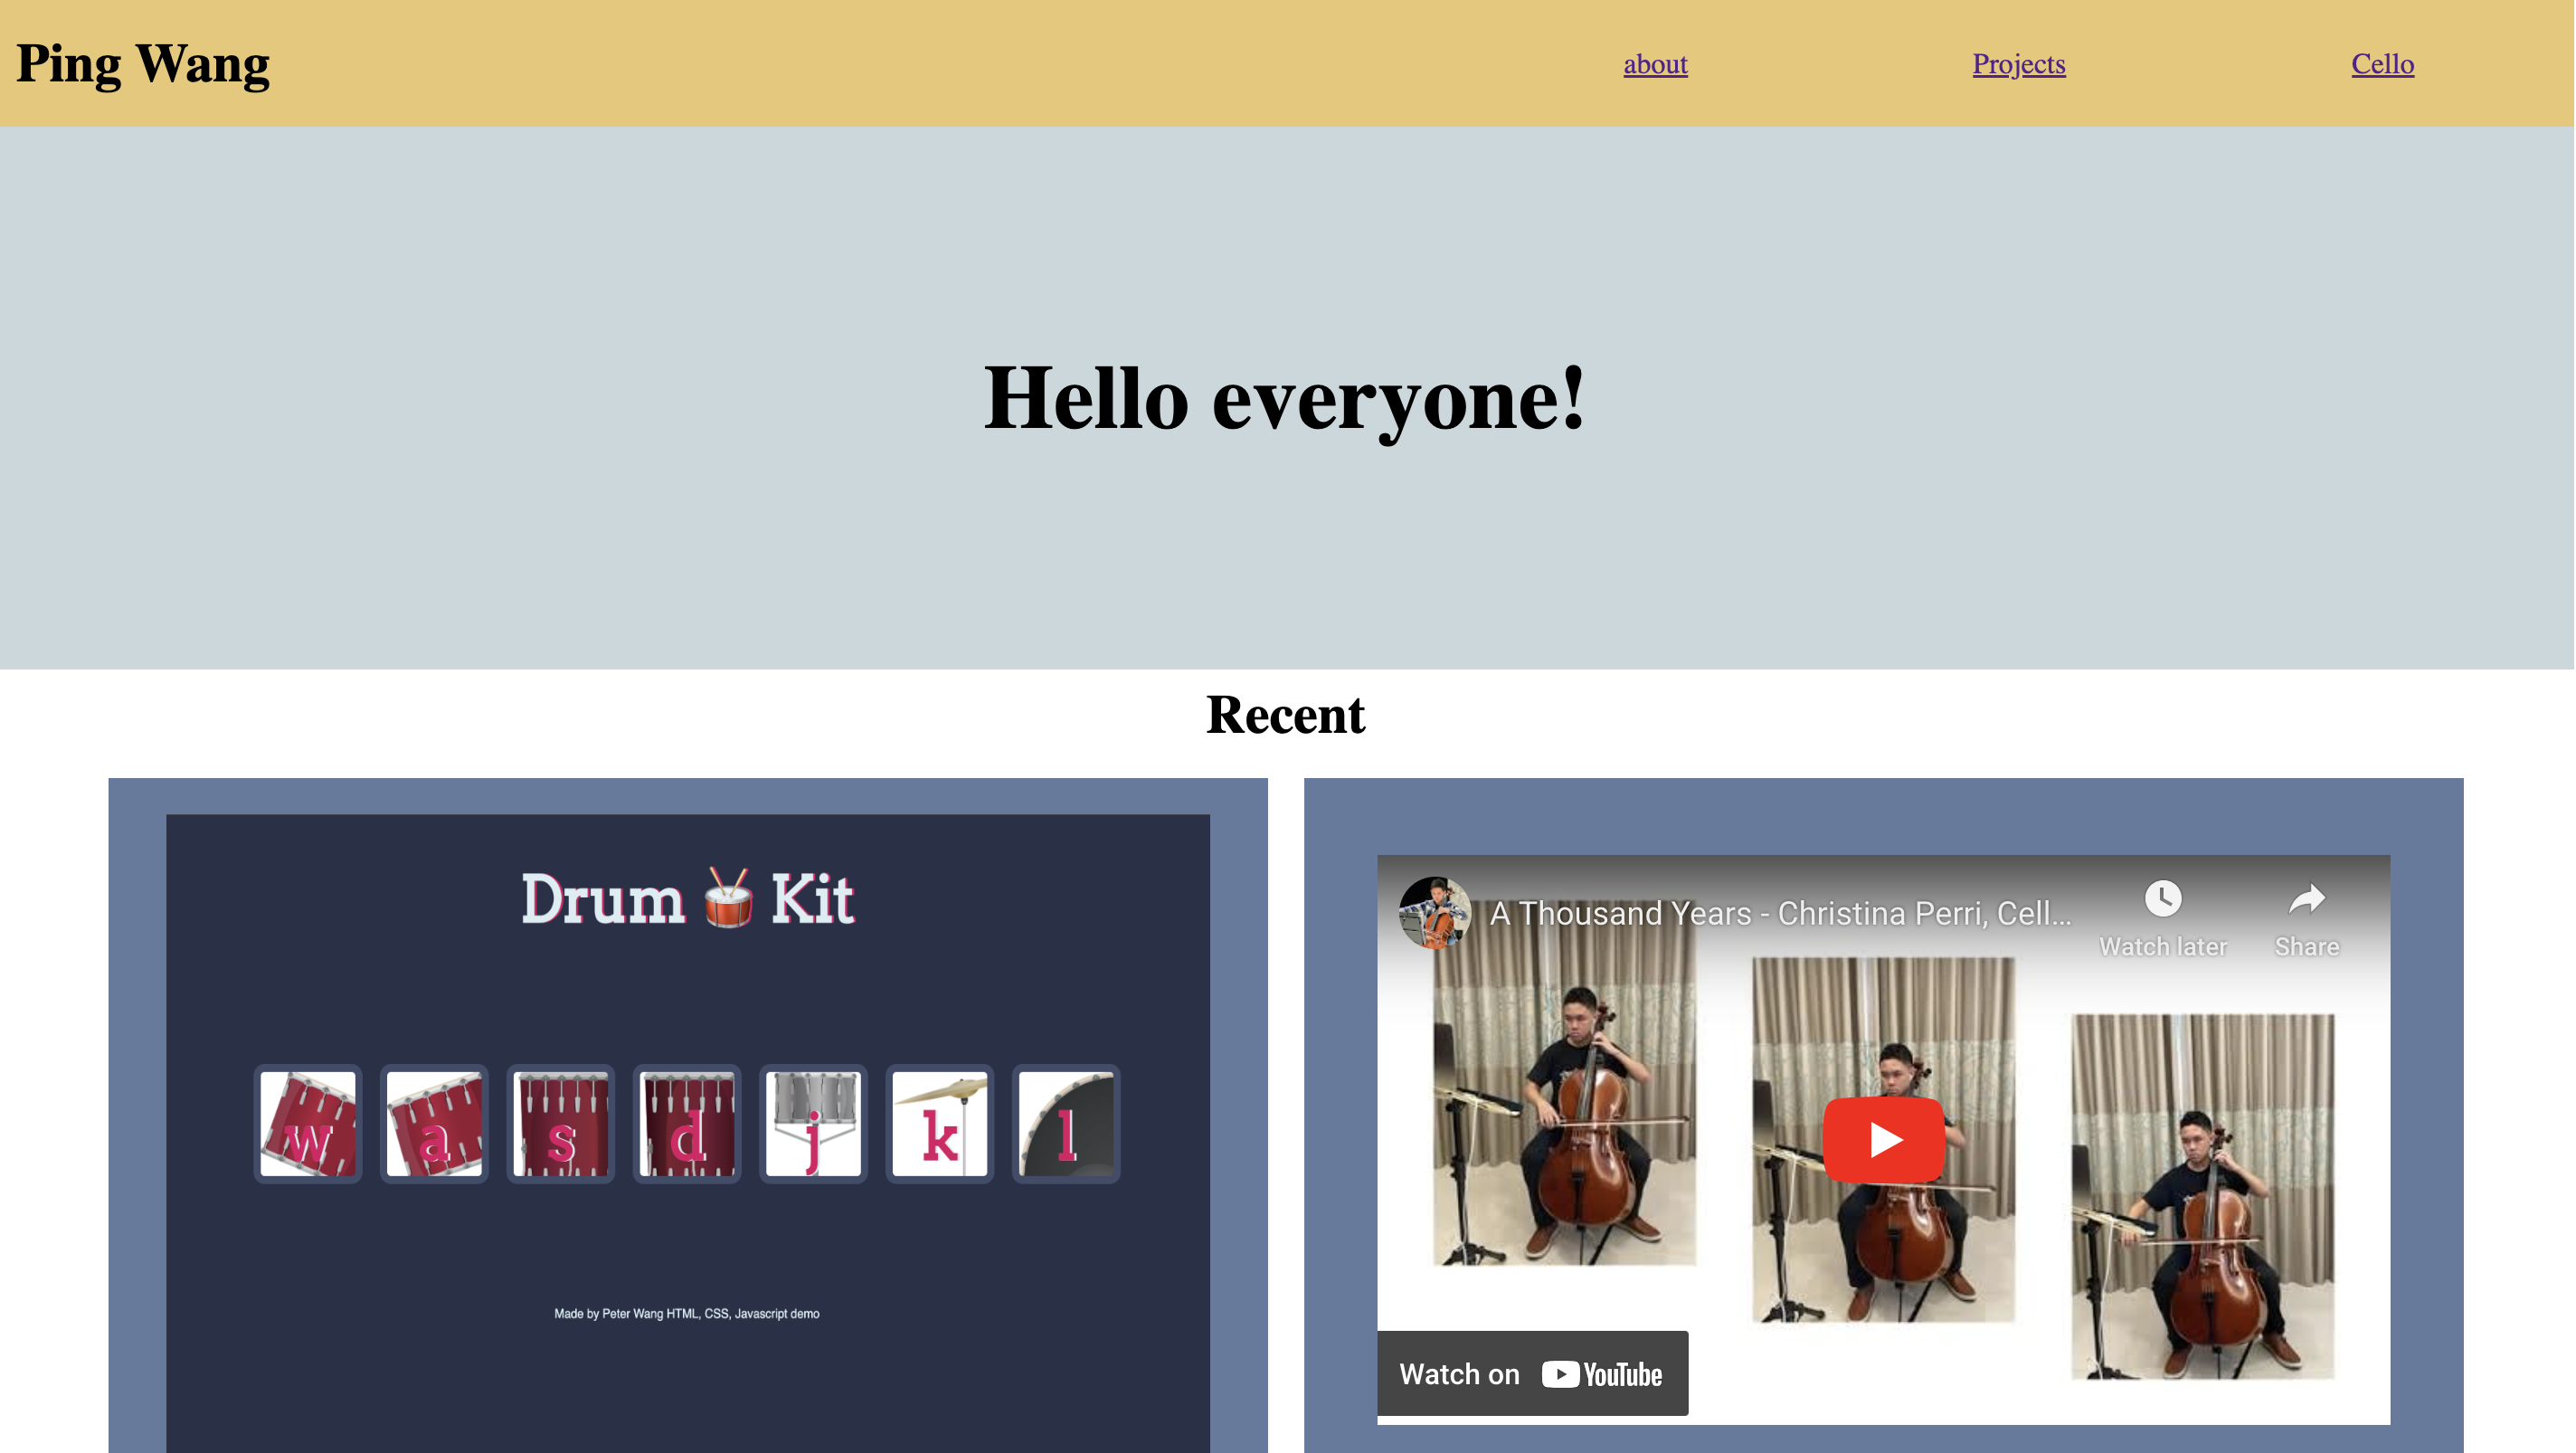 Ping Wang
about Projects Cello
Hello everyone!
Recent
Drum 🥁 Kit
w a s d j k l
Made by Peter Wang HTML, CSS, Javascript demo
A Thousand Years - Christina Perri, Cell...
Watch later Share
Watch on YouTube